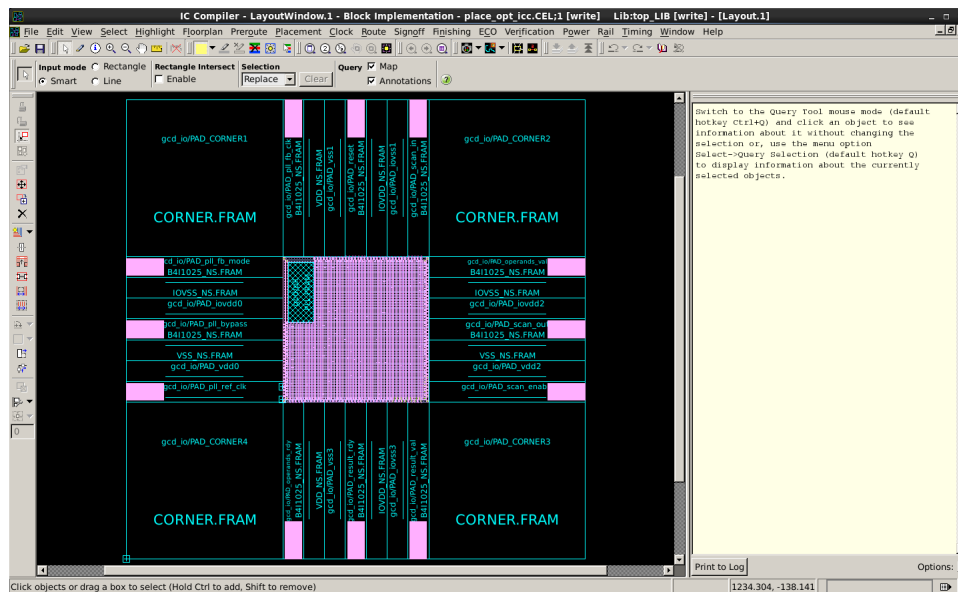 IC Compiler - LayoutWindow.1 - Block Implementation - place_opt_icc.CEL;1 [write]    Lib:top_LIB [write] - [Layout.1]
File Edit View Select Highlight Floorplan Preroute Placement Clock Route Signoff Finishing ECO Verification Power Rail Timing Window Help
Input mode Rectangle Rectangle Intersect Selection Query Map
Smart Line Enable Replace Clear Annotations
Switch to the Query Tool mouse mode (default
hotkey Ctrl+Q) and click an object to see
information about it without changing the
selection or, use the menu option
Select->Query Selection (default hotkey Q)
to display information about the currently
selected objects.
gcd_io/PAD_CORNER1
CORNER.FRAM
gcd_io/PAD_pll_fb_clk
B4I1025_NS.FRAM
VDD_NS.FRAM
gcd_io/PAD_vss1
gcd_io/PAD_reset
B4I1025_NS.FRAM
IOVDD_NS.FRAM
gcd_io/PAD_iovss1
gcd_io/PAD_scan_in
B4I1025_NS.FRAM
gcd_io/PAD_CORNER2
CORNER.FRAM
cd_io/PAD_pll_fb_mode
B4I1025_NS.FRAM
IOVSS_NS.FRAM
gcd_io/PAD_iovdd0
gcd_io/PAD_pll_bypass
B4I1025_NS.FRAM
VSS_NS.FRAM
gcd_io/PAD_vdd0
gcd_io/PAD_pll_ref_clk
gcd_io/PAD_operands_val
B4I1025_NS.FRAM
IOVSS_NS.FRAM
gcd_io/PAD_iovdd2
gcd_io/PAD_scan_out
B4I1025_NS.FRAM
VSS_NS.FRAM
gcd_io/PAD_vdd2
gcd_io/PAD_scan_enab
gcd_io/PAD_CORNER4
CORNER.FRAM
gcd_io/PAD_operands_rdy
B4I1025_NS.FRAM
VDD_NS.FRAM
gcd_io/PAD_vss3
gcd_io/PAD_result_rdy
B4I1025_NS.FRAM
IOVDD_NS.FRAM
gcd_io/PAD_iovss3
gcd_io/PAD_result_val
B4I1025_NS.FRAM
gcd_io/PAD_CORNER3
CORNER.FRAM
0
Print to Log Options:
Click objects or drag a box to select (Hold Ctrl to add, Shift to remove) 1234.304, -138.141